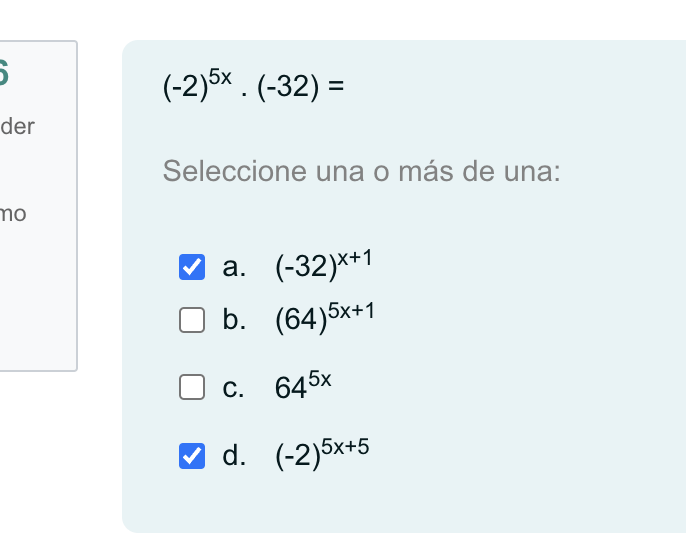 6
der
mo
(-2)^5x . (-32) =
Seleccione una o más de una:
a. (-32)^x+1
b. (64)^5x+1
c. 64^5x
d. (-2)^5x+5